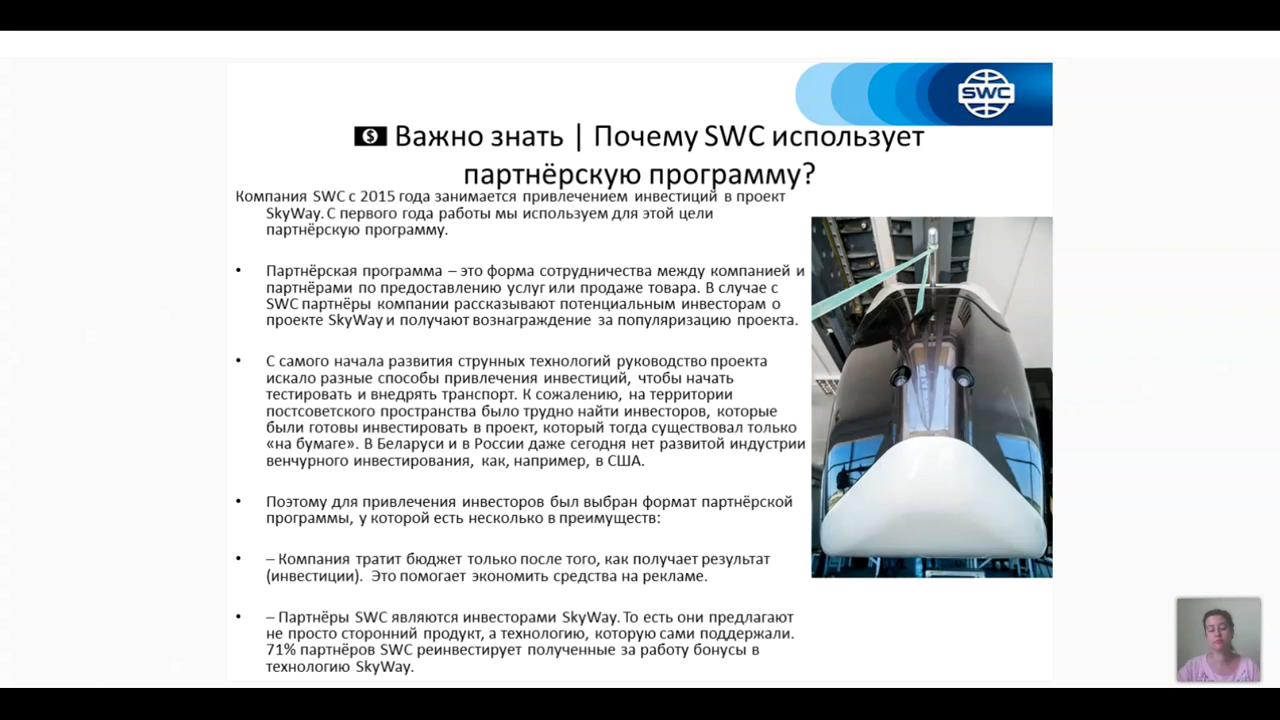 SWC
Важно знать | Почему SWC использует
партнёрскую программу?
Компания SWC с 2015 года занимается привлечением инвестиций в проект
SkyWay. С первого года работы мы используем для этой цели
партнёрскую программу.
• Партнёрская программа – это форма сотрудничества между компанией и
партнёрами по предоставлению услуг или продаже товара. В случае с
SWC партнёры компании рассказывают потенциальным инвесторам о
проекте SkyWay и получают вознаграждение за популяризацию проекта.
• С самого начала развития струнных технологий руководство проекта
искало разные способы привлечения инвестиций, чтобы начать
тестировать и внедрять транспорт. К сожалению, на территории
постсоветского пространства было трудно найти инвесторов, которые
были готовы инвестировать в проект, который тогда существовал только
«на бумаге». В Беларуси и в России даже сегодня нет развитой индустрии
венчурного инвестирования, как, например, в США.
• Поэтому для привлечения инвесторов был выбран формат партнёрской
программы, у которой есть несколько в преимуществ:
• – Компания тратит бюджет только после того, как получает результат
(инвестиции). Это помогает экономить средства на рекламе.
• – Партнёры SWC являются инвесторами SkyWay. То есть они предлагают
не просто сторонний продукт, а технологию, которую сами поддержали.
71% партнёров SWC реинвестирует полученные за работу бонусы в
технологию SkyWay.